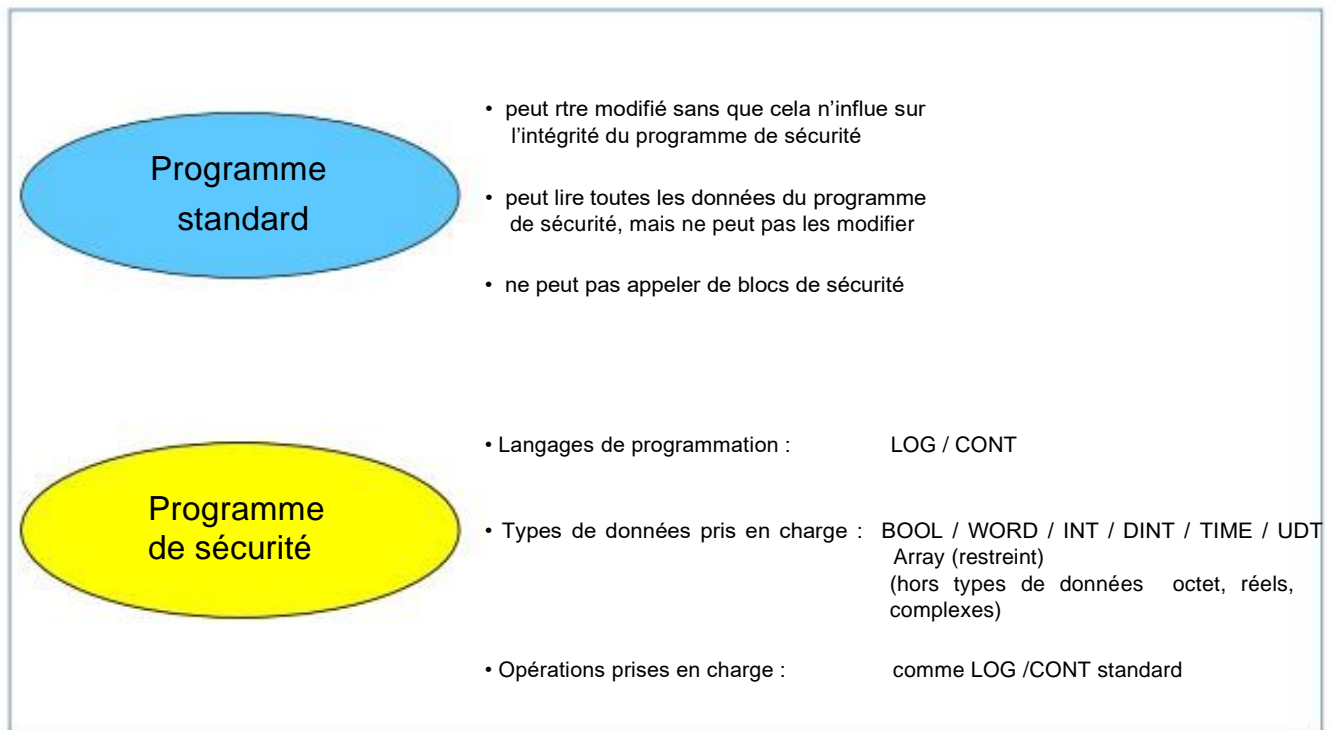 Programme
standard
• peut rtre modifié sans que cela n’influe sur
l’intégrité du programme de sécurité
• peut lire toutes les données du programme
de sécurité, mais ne peut pas les modifier
• ne peut pas appeler de blocs de sécurité
Programme
de sécurité
• Langages de programmation : LOG / CONT
• Types de données pris en charge : BOOL / WORD / INT / DINT / TIME / UDT
Array (restreint)
(hors types de données octet, réels,
complexes)
• Opérations prises en charge : comme LOG /CONT standard